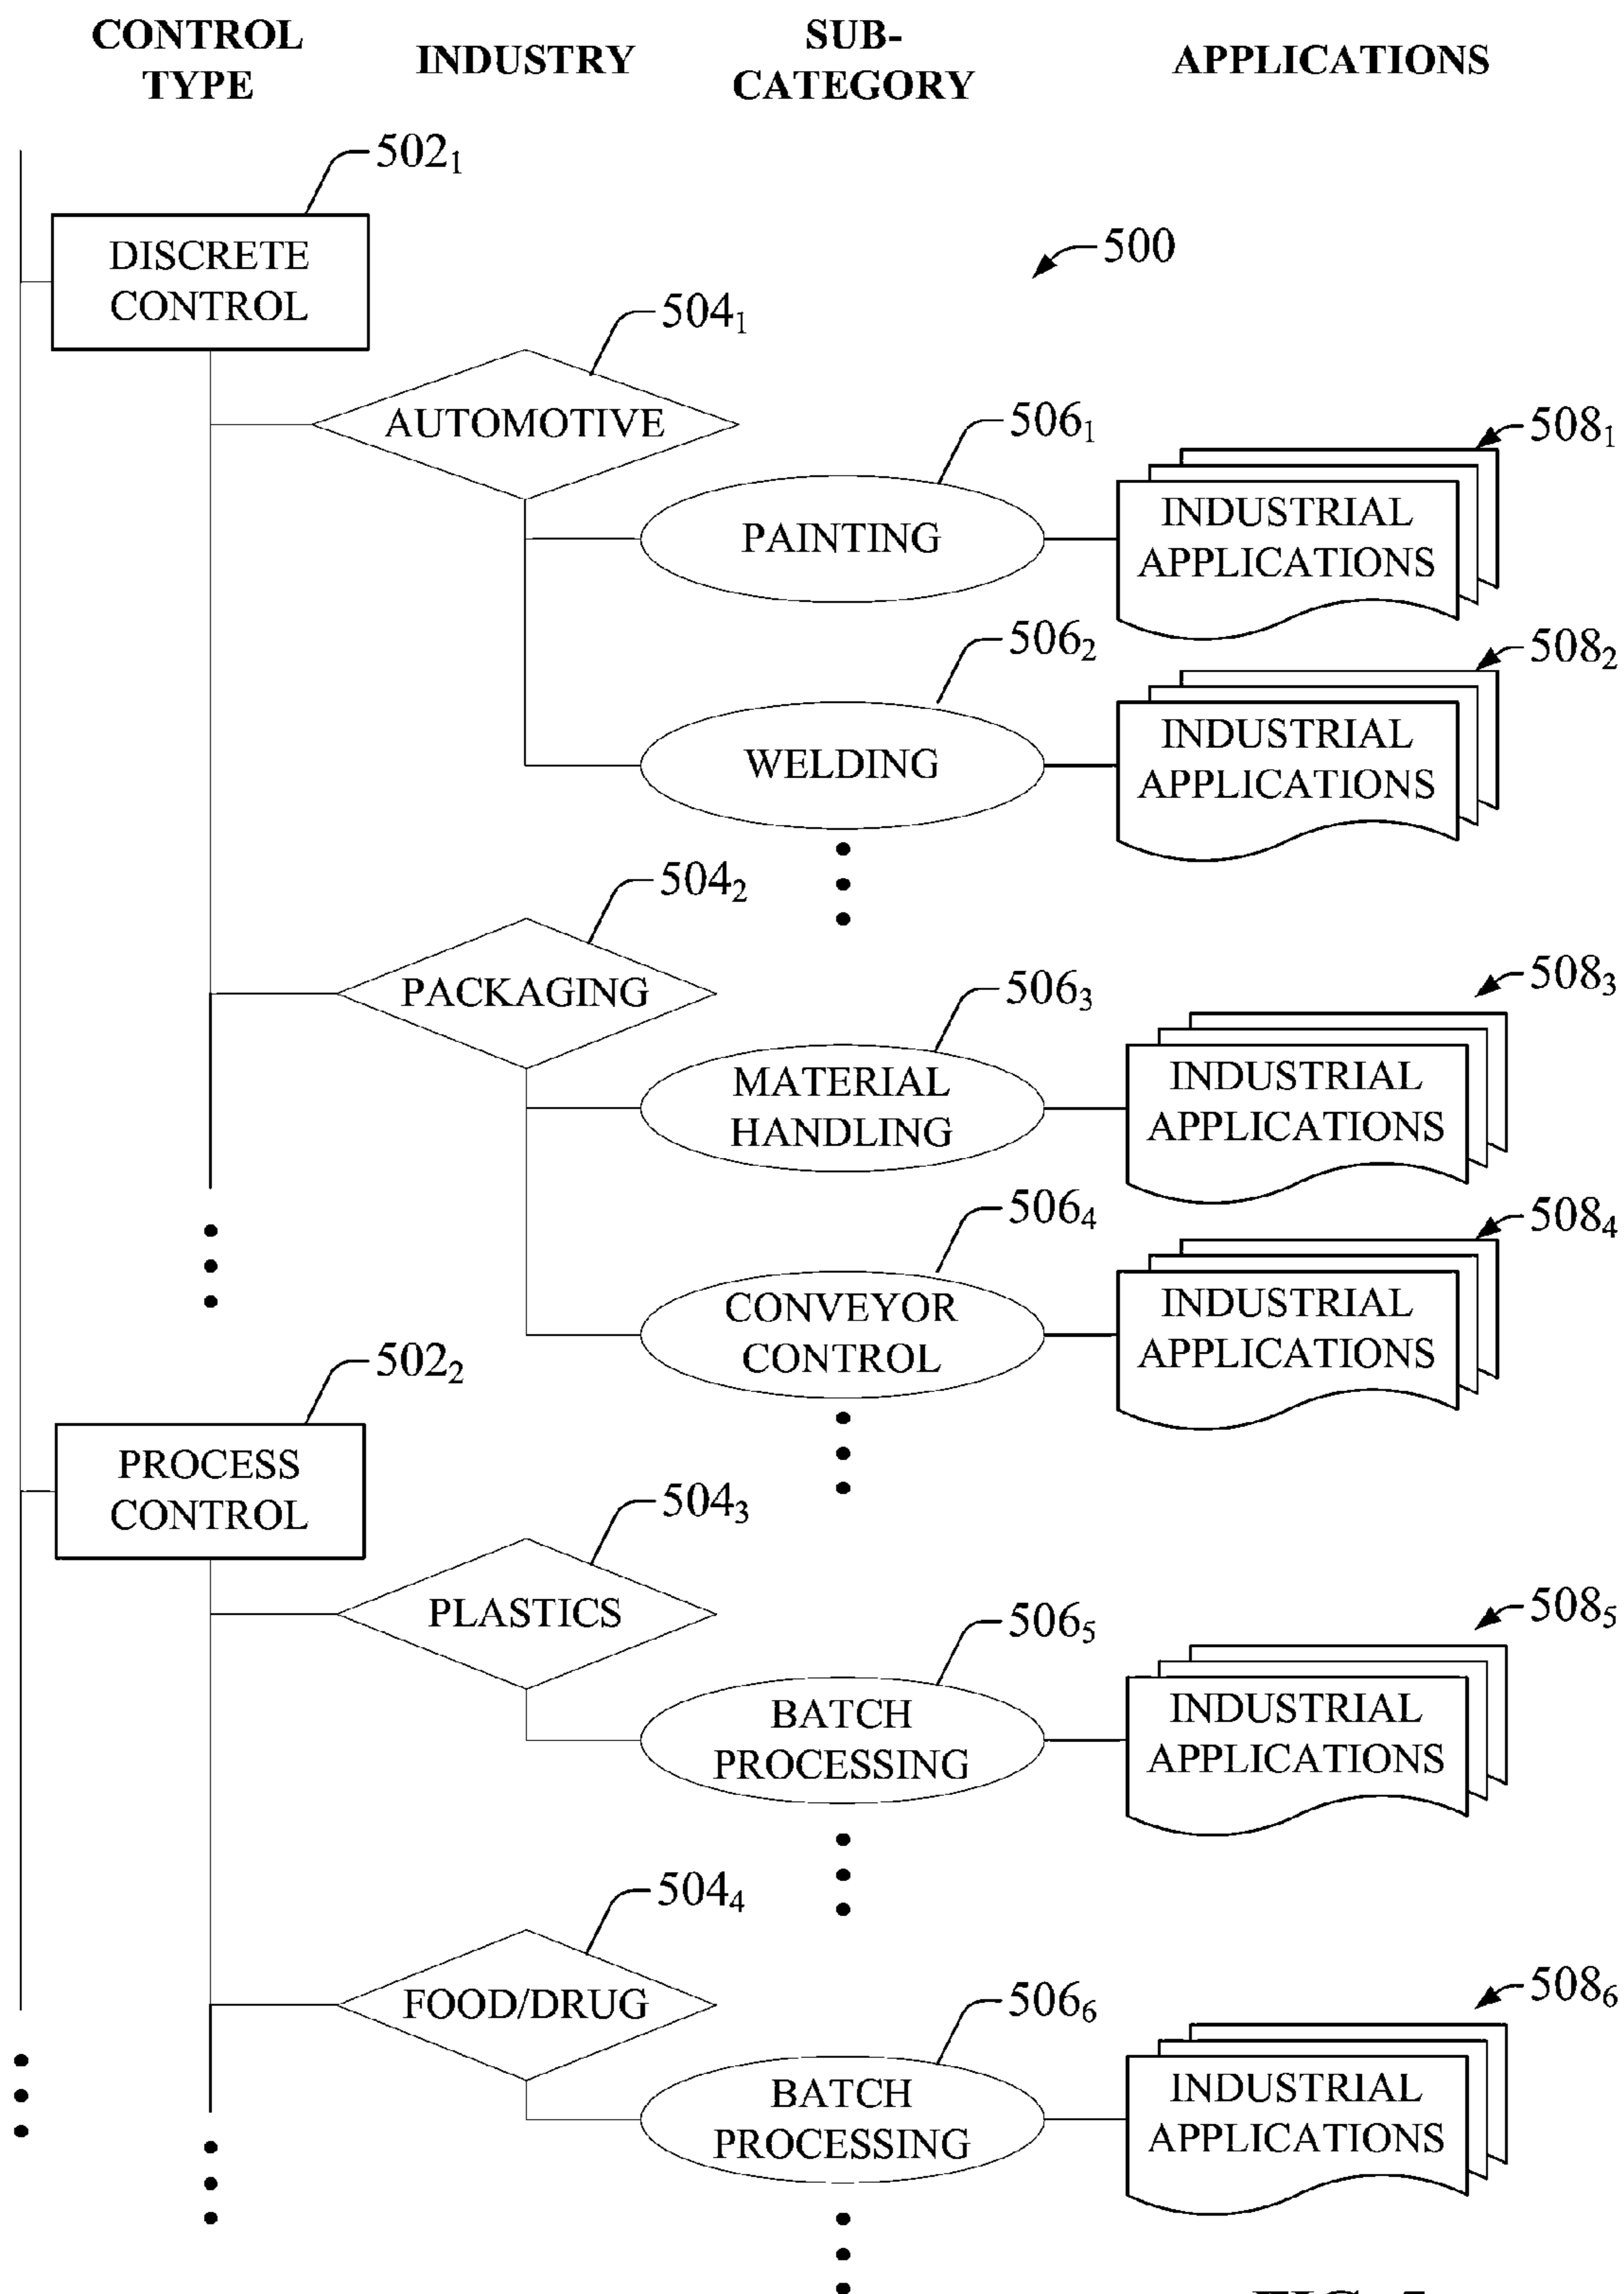 CONTROL
TYPE
INDUSTRY
SUB-
CATEGORY
APPLICATIONS
502₁
DISCRETE
CONTROL
500
504₁
AUTOMOTIVE
506₁
PAINTING
508₁
INDUSTRIAL
APPLICATIONS
506₂
WELDING
508₂
INDUSTRIAL
APPLICATIONS
504₂
PACKAGING
506₃
MATERIAL
HANDLING
508₃
INDUSTRIAL
APPLICATIONS
506₄
CONVEYOR
CONTROL
508₄
INDUSTRIAL
APPLICATIONS
502₂
PROCESS
CONTROL
504₃
PLASTICS
506₅
BATCH
PROCESSING
508₅
INDUSTRIAL
APPLICATIONS
504₄
FOOD/DRUG
506₆
BATCH
PROCESSING
508₆
INDUSTRIAL
APPLICATIONS